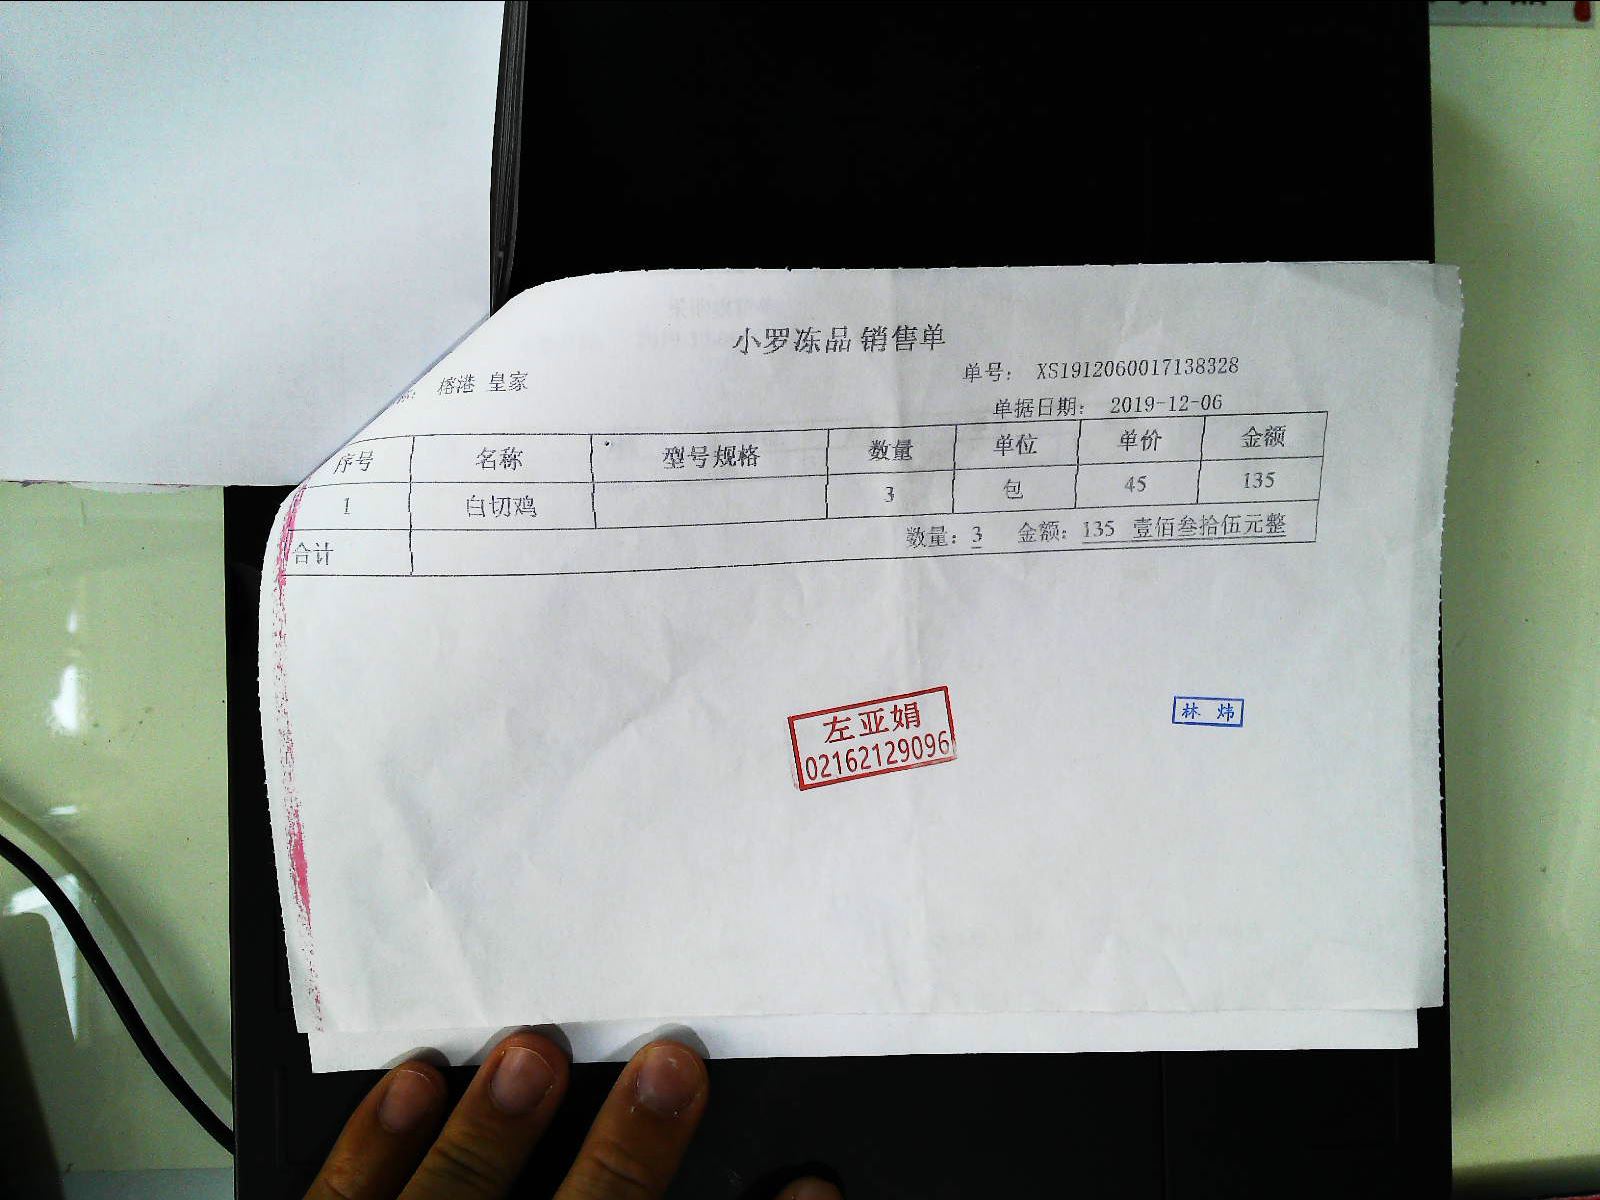 小罗冻品 销售单
榕港 皇家
单号： XS1912060017138328
单据日期： 2019-12-06
序号 名称 型号规格 数量 单位 单价 金额
1 白切鸡 3 包 45 135
合计 数量：3 金额：135 壹佰叁拾伍元整
左亚娟
02162129096
林 炜